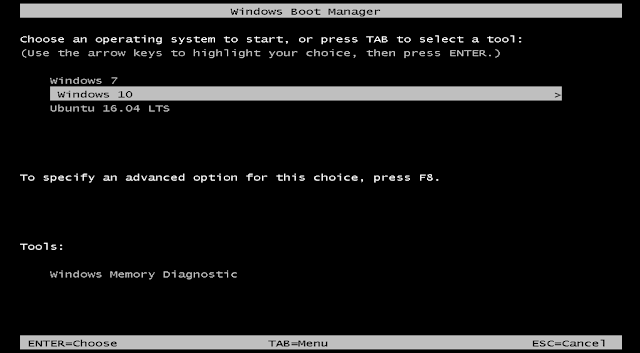 Windows Boot Manager
Choose an operating system to start, or press TAB to select a tool:
(Use the arrow keys to highlight your choice, then press ENTER.)
Windows 7
Windows 10 >
Ubuntu 16.04 LTS
To specify an advanced option for this choice, press F8.
Tools:
Windows Memory Diagnostic
ENTER=Choose TAB=Menu ESC=Cancel